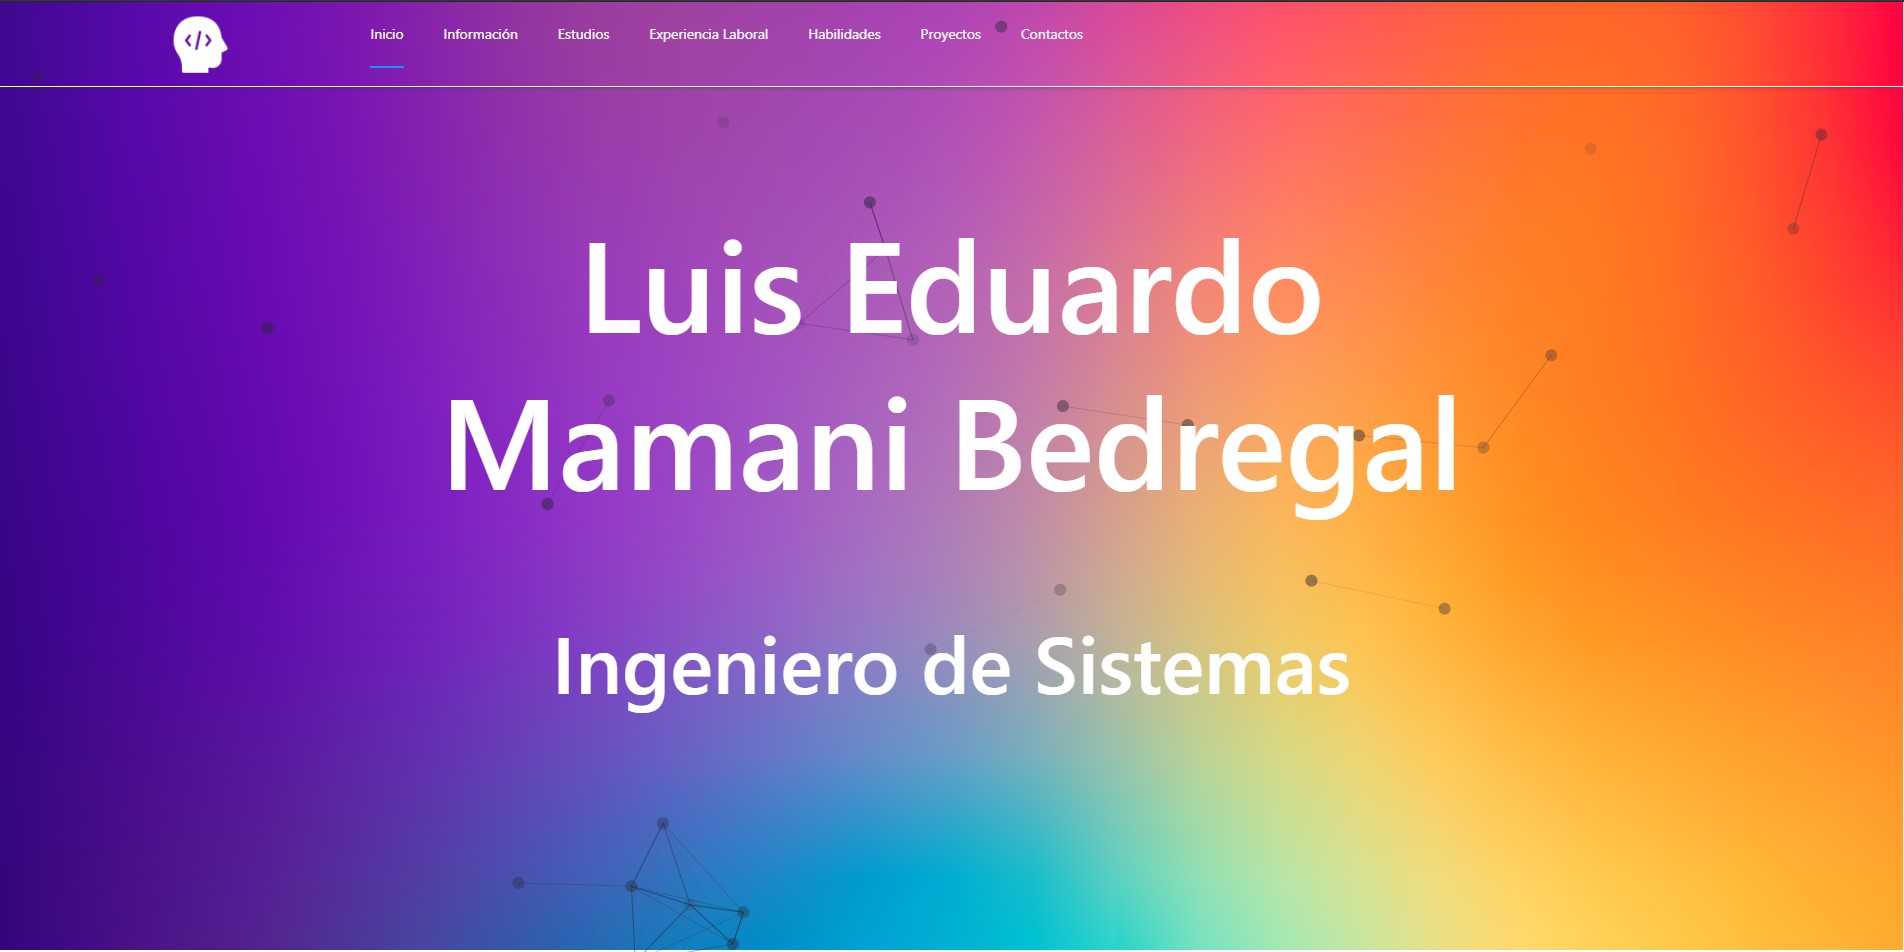 </> Inicio Información Estudios Experiencia Laboral Habilidades Proyectos Contactos
Luis Eduardo
Mamani Bedregal
Ingeniero de Sistemas